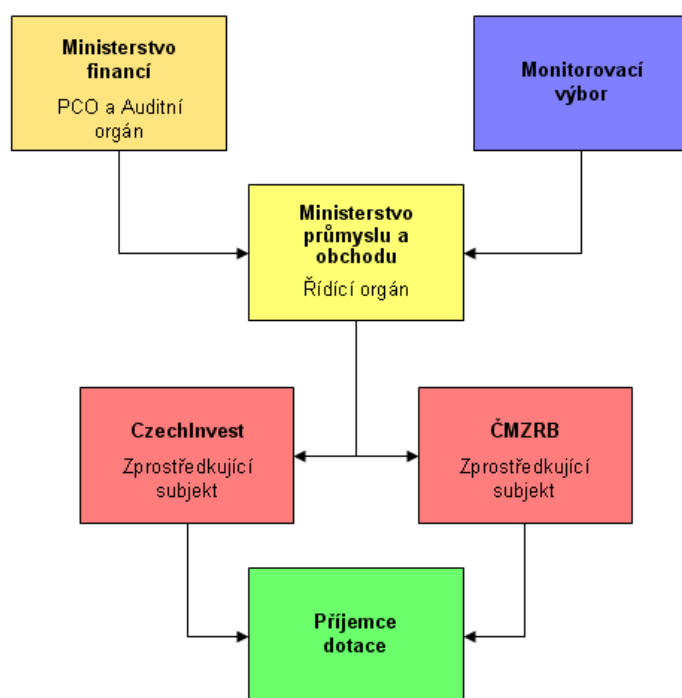 Ministerstvo
financí
PCO a Auditní
orgán
Monitorovací
výbor
Ministerstvo
průmyslu a
obchodu
Řídící orgán
CzechInvest
Zprostředkující
subjekt
ČMZRB
Zprostředkující
subjekt
Příjemce
dotace